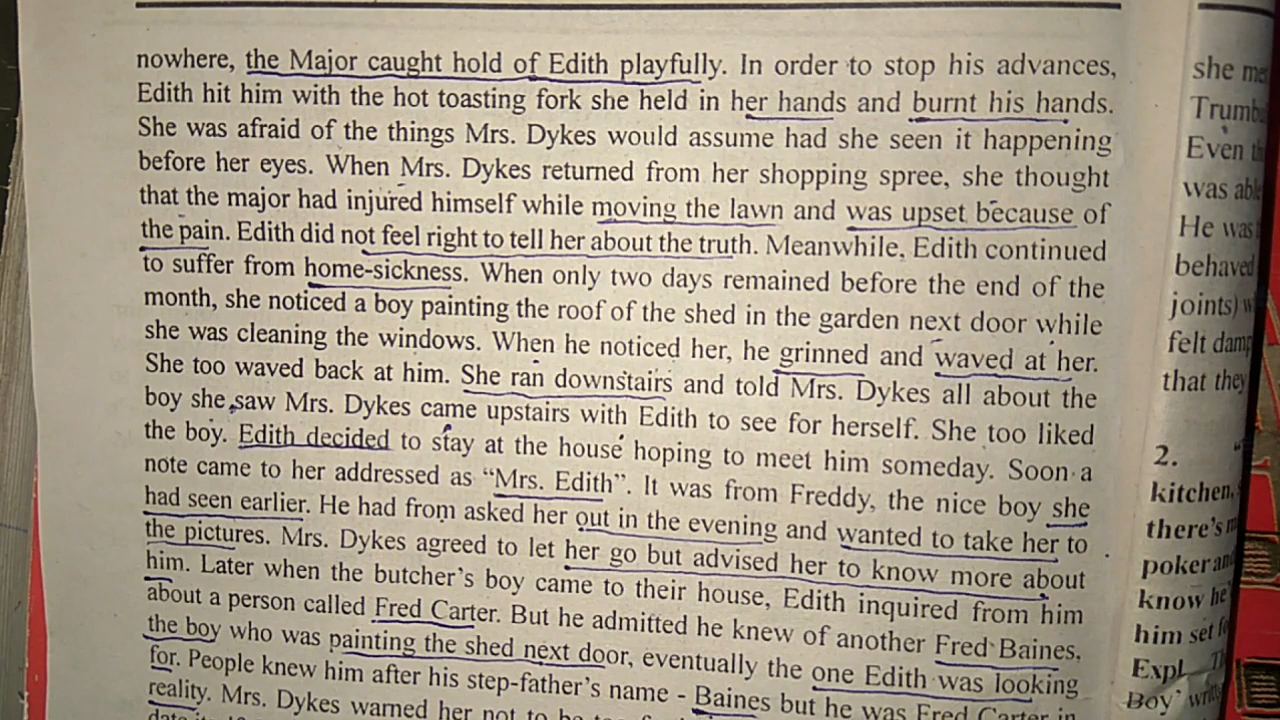 nowhere, the Major caught hold of Edith playfully. In order to stop his advances,
Edith hit him with the hot toasting fork she held in her hands and burnt his hands.
She was afraid of the things Mrs. Dykes would assume had she seen it happening
before her eyes. When Mrs. Dykes returned from her shopping spree, she thought
that the major had injured himself while moving the lawn and was upset because of
the pain. Edith did not feel right to tell her about the truth. Meanwhile, Edith continued
to suffer from home-sickness. When only two days remained before the end of the
month, she noticed a boy painting the roof of the shed in the garden next door while
she was cleaning the windows. When he noticed her, he grinned and waved at her.
She too waved back at him. She ran downstairs and told Mrs. Dykes all about the
boy she saw Mrs. Dykes came upstairs with Edith to see for herself. She too liked
the boy. Edith decided to stay at the house hoping to meet him someday. Soon a
note came to her addressed as “Mrs. Edith”. It was from Freddy, the nice boy she
had seen earlier. He had from asked her out in the evening and wanted to take her to
the pictures. Mrs. Dykes agreed to let her go but advised her to know more about
him. Later when the butcher’s boy came to their house, Edith inquired from him
about a person called Fred Carter. But he admitted he knew of another Fred Baines,
the boy who was painting the shed next door, eventually the one Edith was looking
for. People knew him after his step-father’s name - Baines but he was Fred Carter in
reality. Mrs. Dykes warned her not to be too
she
Even
was
He was
behaved
joints)
felt
that they
2.
kitchen,
there's
poker and
know he'
him set
Expl
Boy'